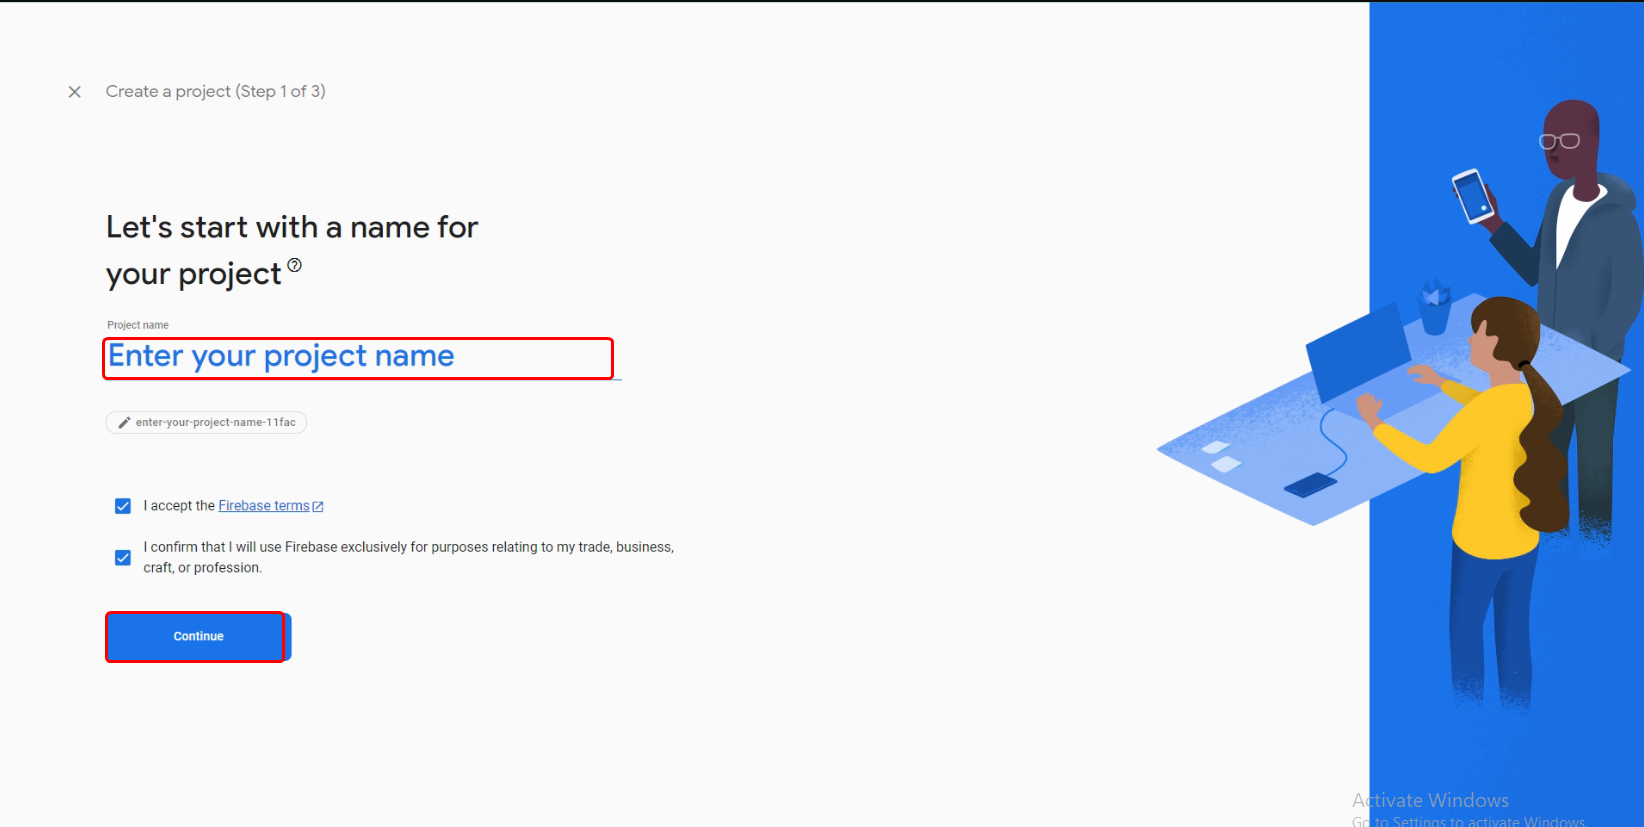 Create a project (Step 1 of 3)
Let's start with a name for
your project
Project name
Enter your project name
enter-your-project-name-11fac
I accept the Firebase terms
I confirm that I will use Firebase exclusively for purposes relating to my trade, business,
craft, or profession.
Continue
Activate Windows
Go to Settings to activate Windows.